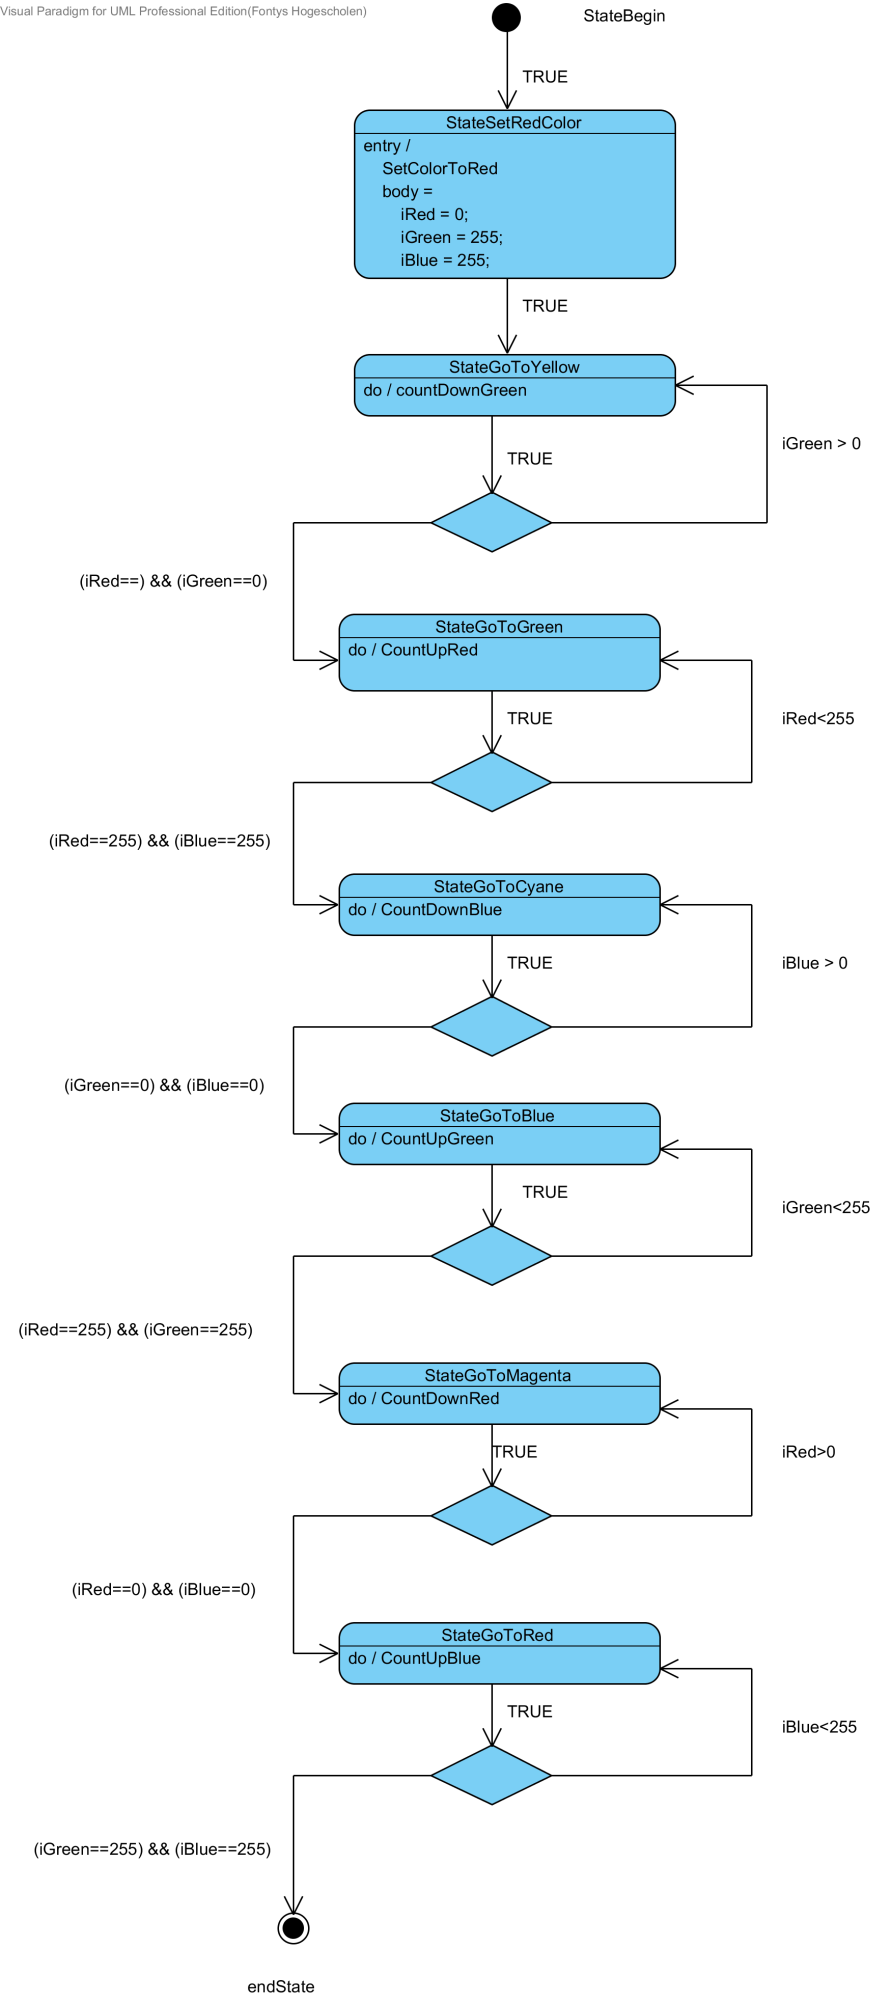 Visual Paradigm for UML Professional Edition(Fontys Hogescholen)
StateBegin
TRUE
StateSetRedColor
entry /
SetColorToRed
body =
iRed = 0;
iGreen = 255;
iBlue = 255;
TRUE
StateGoToYellow
do / countDownGreen
iGreen > 0
TRUE
(iRed==) && (iGreen==0)
StateGoToGreen
do / CountUpRed
TRUE
iRed<255
(iRed==255) && (iBlue==255)
StateGoToCyane
do / CountDownBlue
TRUE
iBlue > 0
(iGreen==0) && (iBlue==0)
StateGoToBlue
do / CountUpGreen
TRUE
iGreen<255
(iRed==255) && (iGreen==255)
StateGoToMagenta
do / CountDownRed
TRUE
iRed>0
(iRed==0) && (iBlue==0)
StateGoToRed
do / CountUpBlue
TRUE
iBlue<255
(iGreen==255) && (iBlue==255)
endState